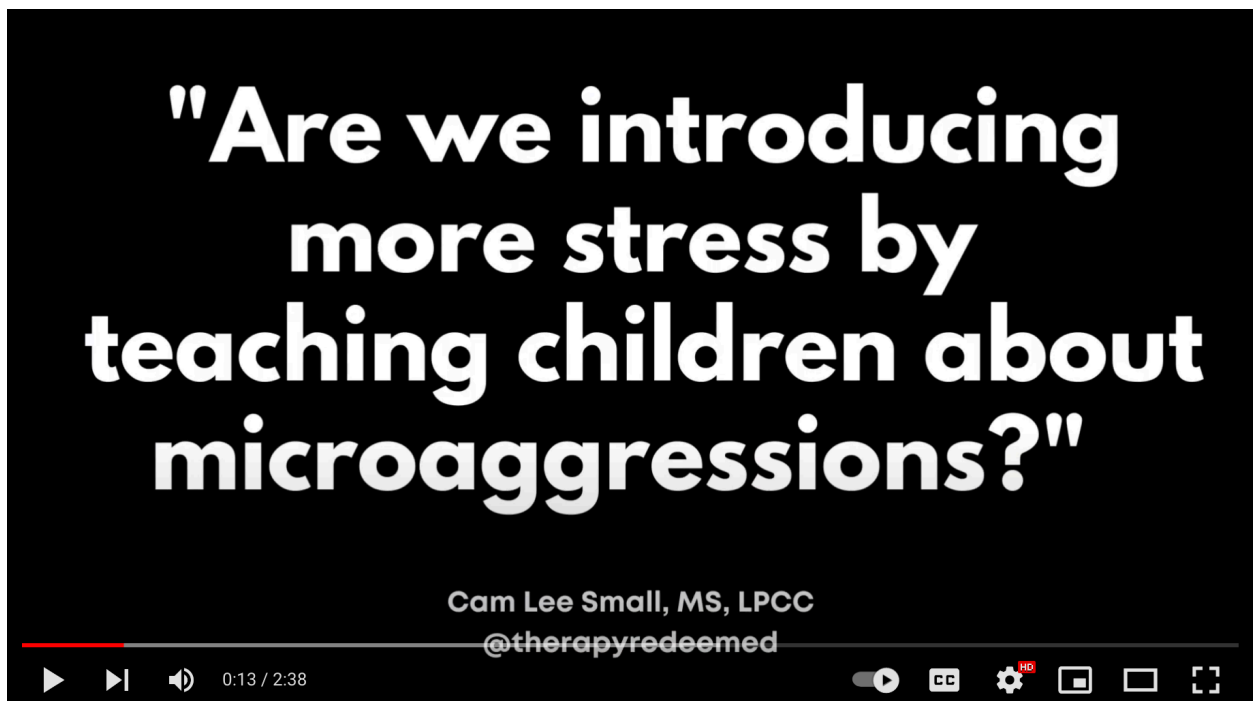 "Are we introducing
more stress by
teaching children about
microaggressions?"
Cam Lee Small, MS, LPCC
@therapyredeemed
0:13 / 2:38
CC
HD